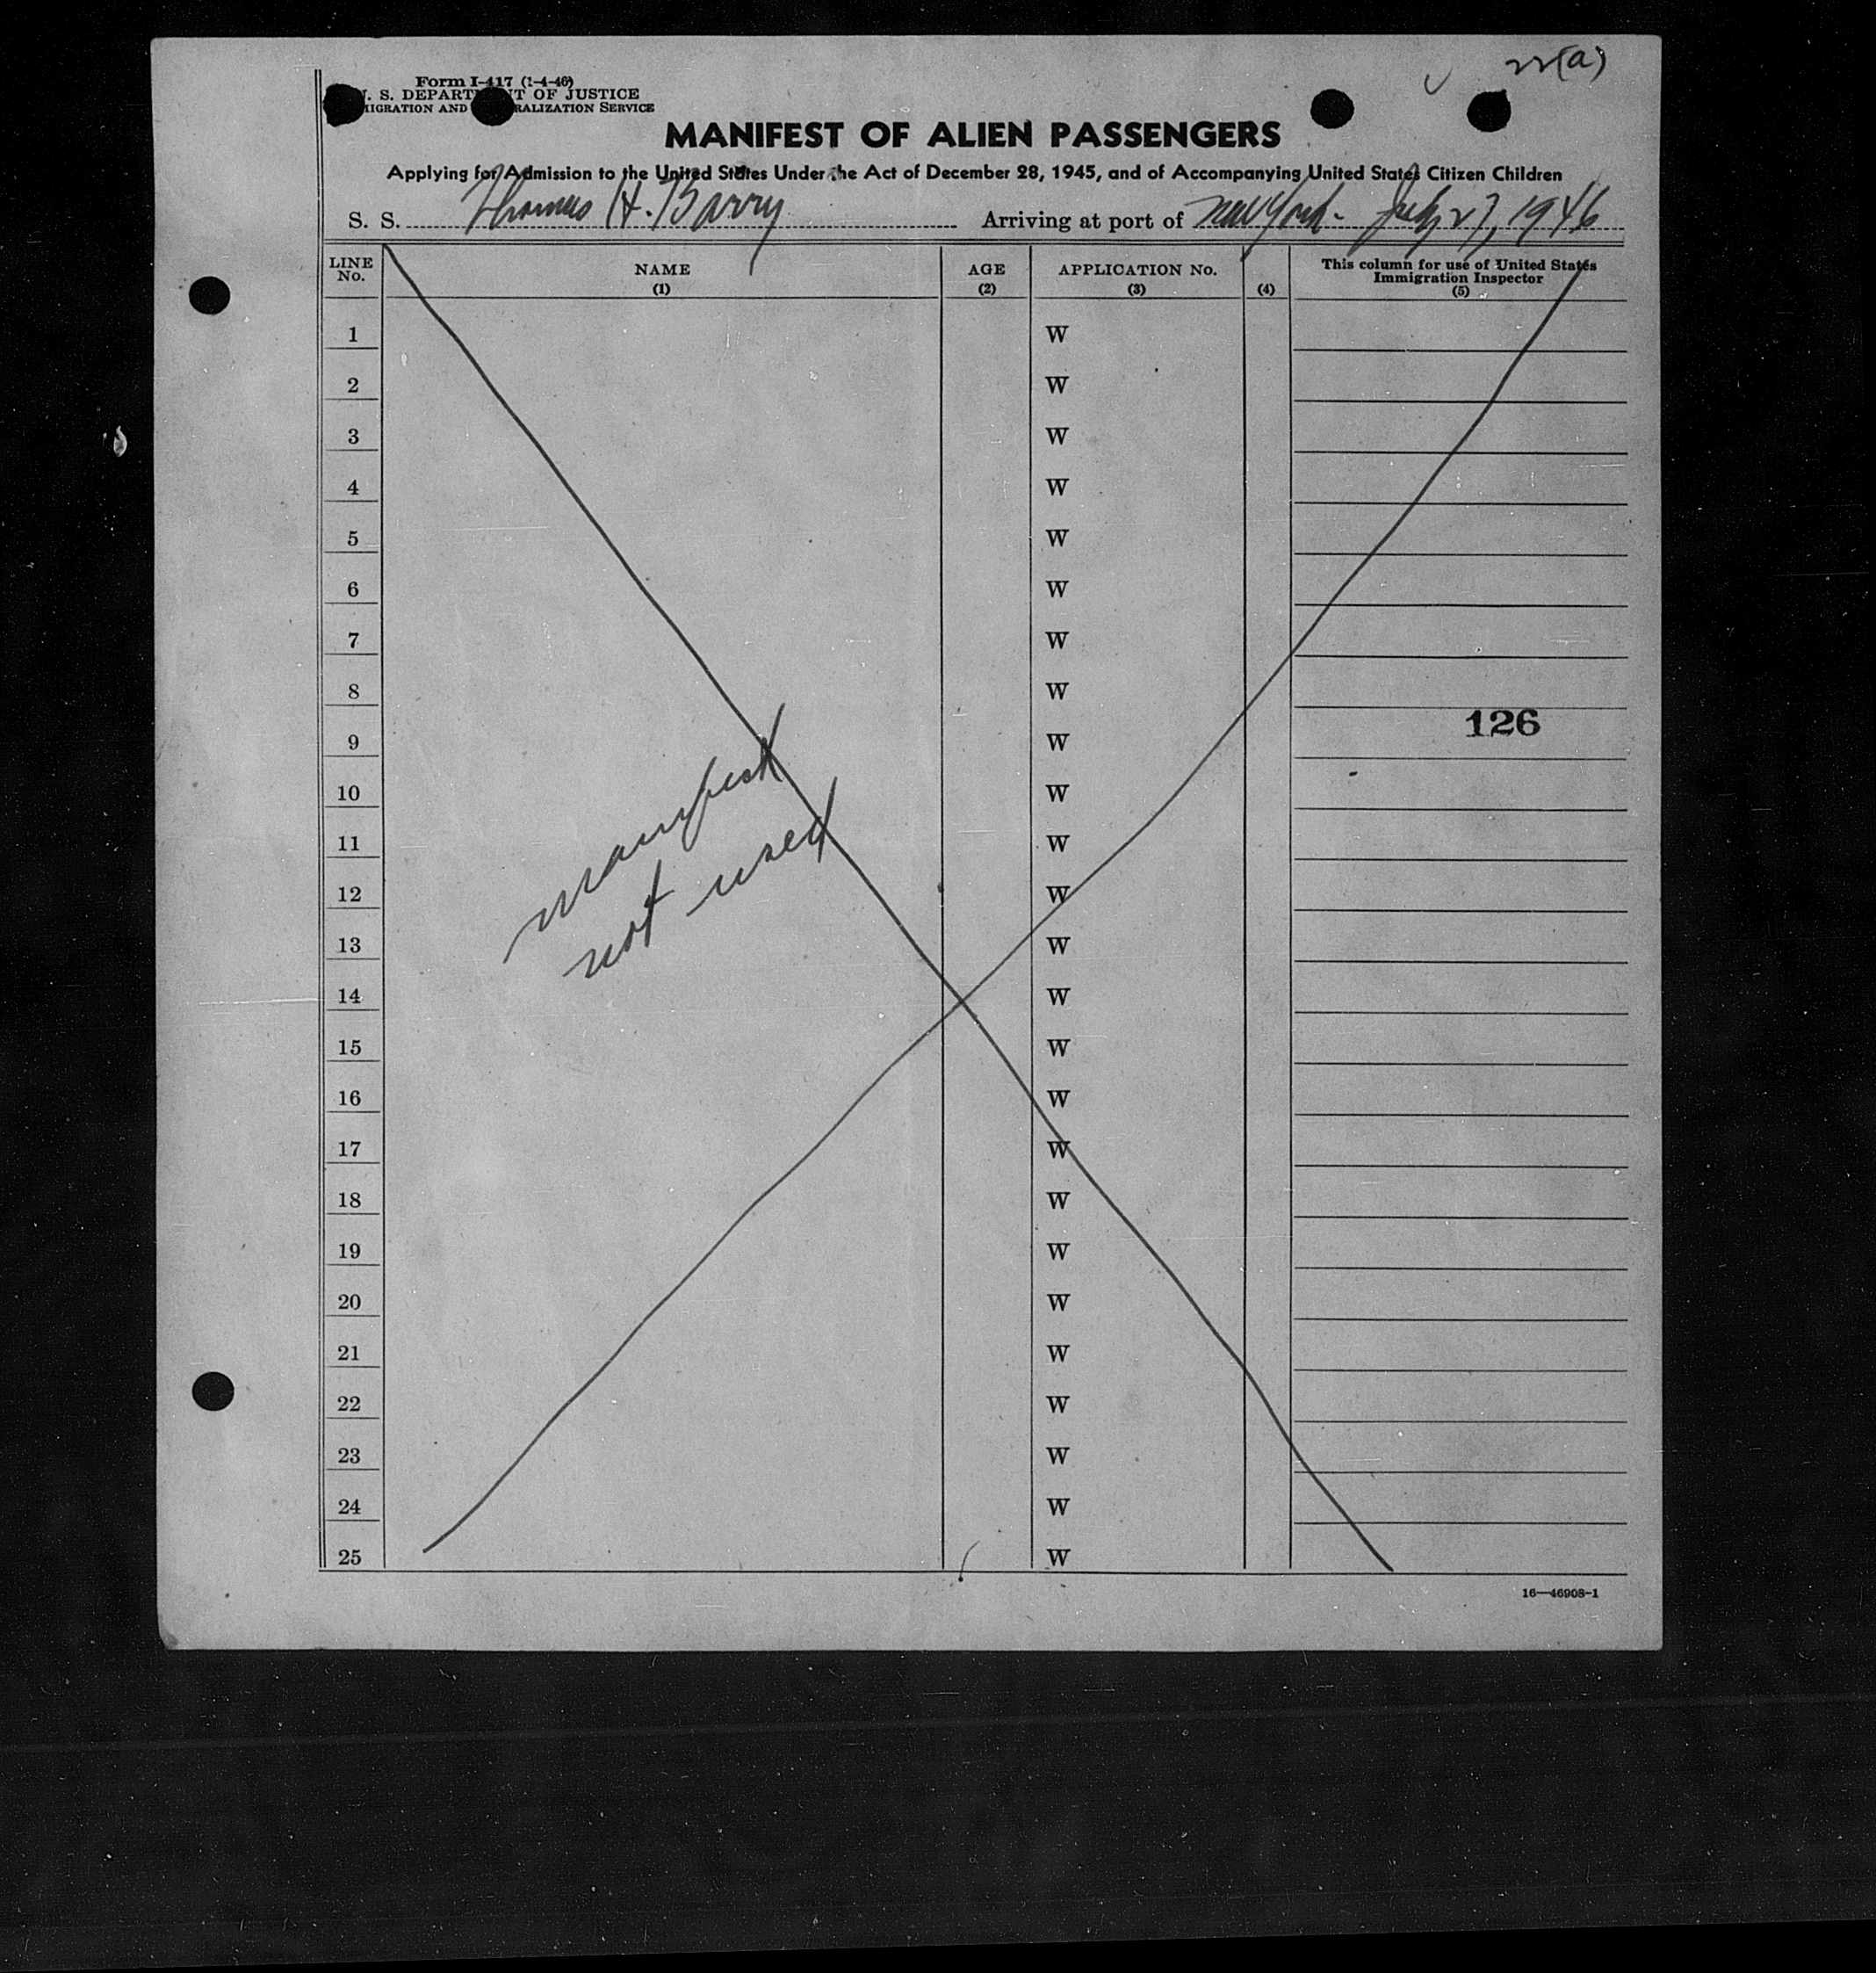 22(a)
Form I-417 (1-4-46)
U. S. DEPARTMENT OF JUSTICE
IMMIGRATION AND NATURALIZATION SERVICE
MANIFEST OF ALIEN PASSENGERS
Applying for Admission to the United States Under the Act of December 28, 1945, and of Accompanying United States Citizen Children
S. S. Thomas H. Barry Arriving at port of New York - July 27, 1946
LINE No. NAME (1) AGE (2) APPLICATION No. (3) (4) This column for use of United States Immigration Inspector (5)
1 W
2 W
3 W
4 W
5 W
6 W
7 W
8 W
126
9 W
10 W
11 W
12 W
manifest
not used
13 W
14 W
15 W
16 W
17 W
18 W
19 W
20 W
21 W
22 W
23 W
24 W
25 W
16—46908-1